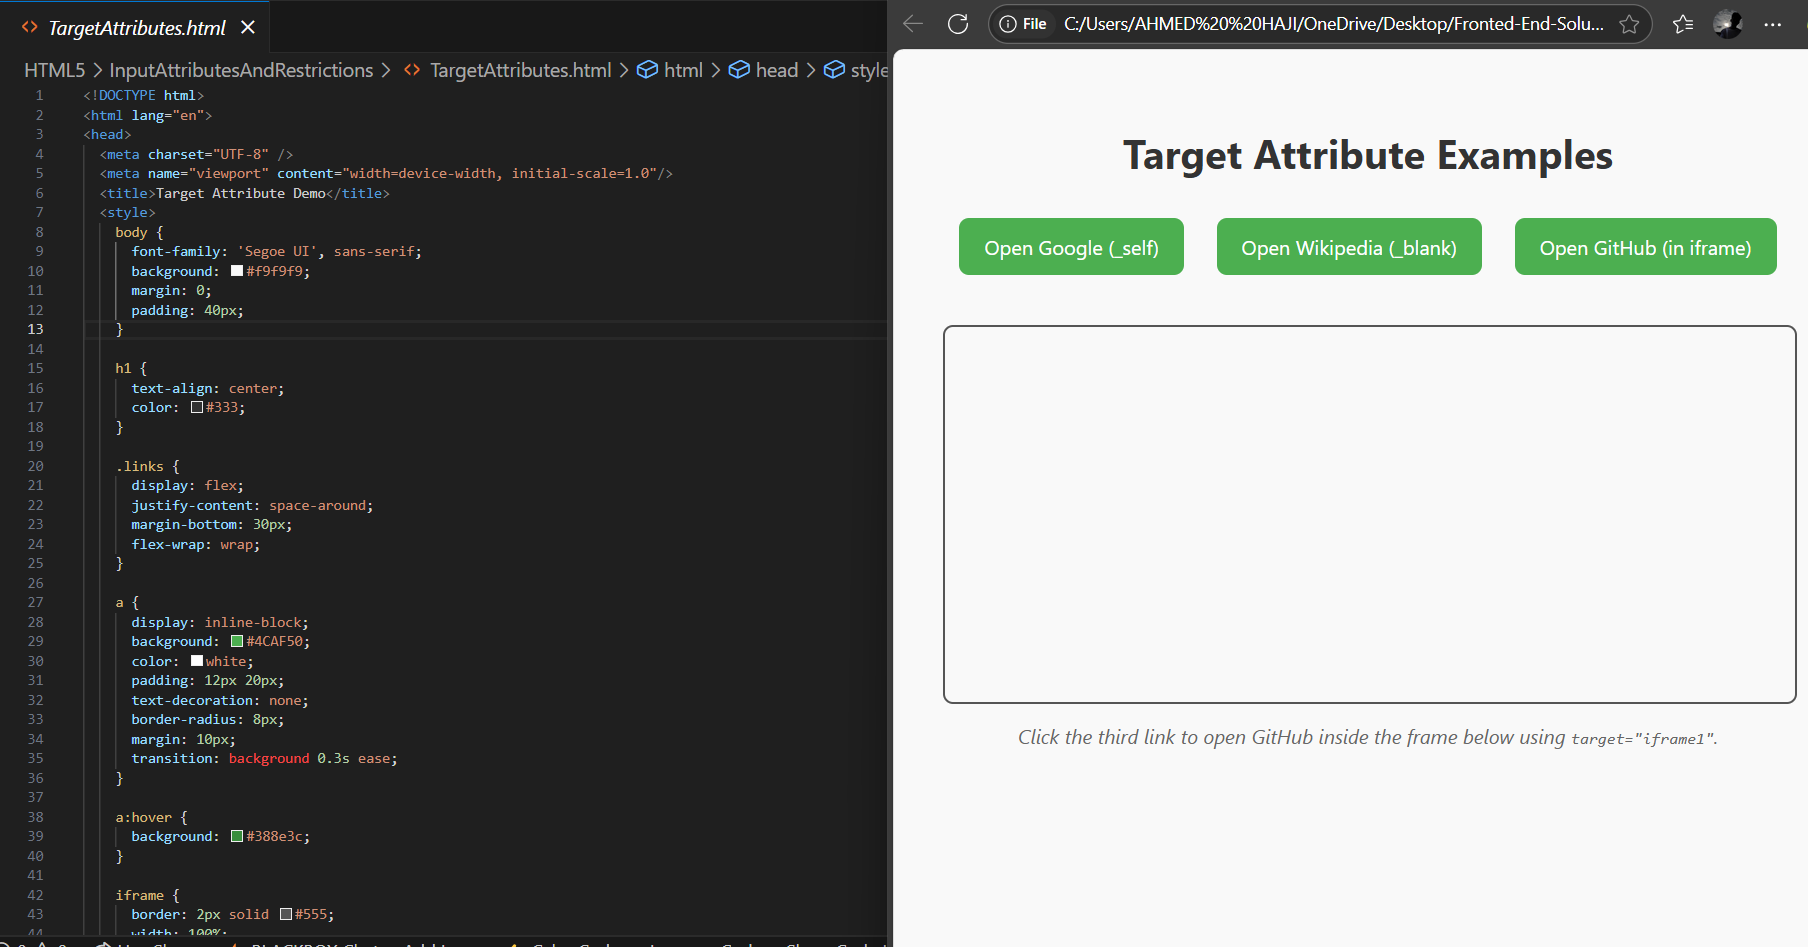 TargetAttributes.html
HTML5 > InputAttributesAndRestrictions > TargetAttributes.html > html > head > style
1 <!DOCTYPE html>
2 <html lang="en">
3 <head>
4 <meta charset="UTF-8" />
5 <meta name="viewport" content="width=device-width, initial-scale=1.0"/>
6 <title>Target Attribute Demo</title>
7 <style>
8 body {
9 font-family: 'Segoe UI', sans-serif;
10 background: #f9f9f9;
11 margin: 0;
12 padding: 40px;
13 }
14
15 h1 {
16 text-align: center;
17 color: #333;
18 }
19
20 .links {
21 display: flex;
22 justify-content: space-around;
23 margin-bottom: 30px;
24 flex-wrap: wrap;
25 }
26
27 a {
28 display: inline-block;
29 background: #4CAF50;
30 color: white;
31 padding: 12px 20px;
32 text-decoration: none;
33 border-radius: 8px;
34 margin: 10px;
35 transition: background 0.3s ease;
36 }
37
38 a:hover {
39 background: #388e3c;
40 }
41
42 iframe {
43 border: 2px solid #555;
44 width: 100%;
File C:/Users/AHMED%20%20HAJI/OneDrive/Desktop/Fronted-End-Solu...
Target Attribute Examples
Open Google (_self) Open Wikipedia (_blank) Open GitHub (in iframe)
Click the third link to open GitHub inside the frame below using target="iframe1".